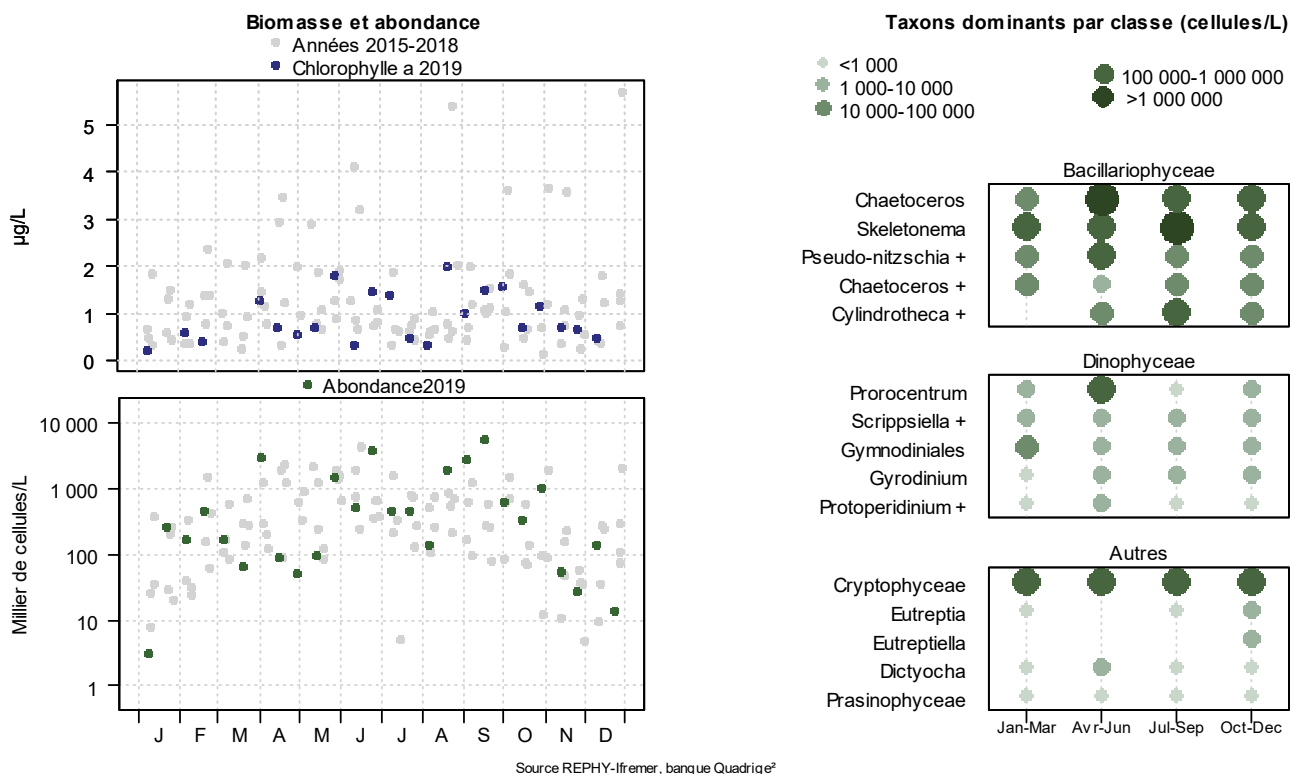 Biomasse et abondance
Années 2015-2018
Chlorophylle a 2019
µg/L
5
4
3
2
1
0
Abondance2019
Millier de cellules/L
10 000
1 000
100
10
1
J F M A M J J A S O N D
Taxons dominants par classe (cellules/L)
<1 000
1 000-10 000
10 000-100 000
100 000-1 000 000
>1 000 000
Bacillariophyceae
Chaetoceros
Skeletonema
Pseudo-nitzschia +
Chaetoceros +
Cylindrotheca +
Dinophyceae
Prorocentrum
Scrippsiella +
Gymnodiniales
Gyrodinium
Protoperidinium +
Autres
Cryptophyceae
Eutreptia
Eutreptiella
Dictyocha
Prasinophyceae
Jan-Mar Avr-Jun Jul-Sep Oct-Dec
Source REPHY-Ifremer, banque Quadrige²